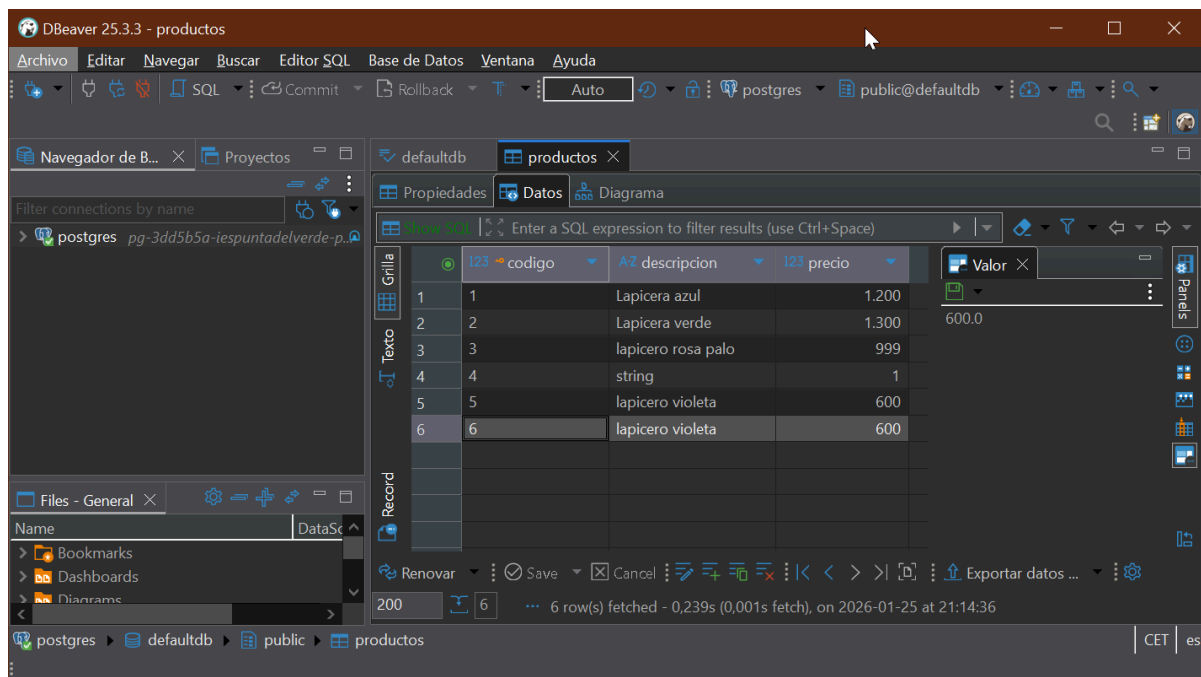 DBeaver 25.3.3 - productos
Archivo Editar Navegar Buscar Editor SQL Base de Datos Ventana Ayuda
SQL Commit Rollback T Auto postgres public@defaultdb
Navegador de B... Proyectos
Filter connections by name
postgres pg-3dd5b5a-iespuntadelverde-p..
Files - General
Name DataSc
Bookmarks
Dashboards
Diagrams
defaultdb productos
Propiedades Datos Diagrama
Show SQL Enter a SQL expression to filter results (use Ctrl+Space)
Grilla
Texto
Record
123 codigo A-Z descripcion 123 precio
1 1 Lapicera azul 1.200
2 2 Lapicera verde 1.300
3 3 lapicero rosa palo 999
4 4 string 1
5 5 lapicero violeta 600
6 6 lapicero violeta 600
Valor
600.0
Panels
Renovar Save Cancel Exportar datos ...
200 6 ... 6 row(s) fetched - 0,239s (0,001s fetch), on 2026-01-25 at 21:14:36
postgres defaultdb public productos
CET es